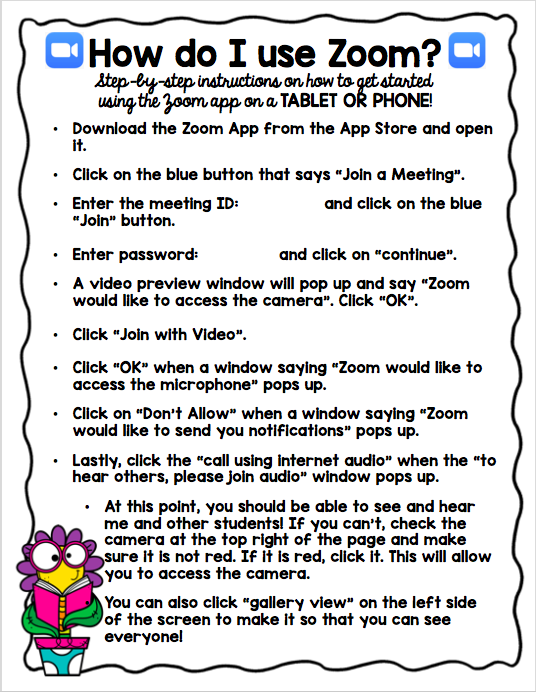 How do I use Zoom?
Step-by-step instructions on how to get started
using the Zoom app on a TABLET OR PHONE!
• Download the Zoom App from the App Store and open
it.
• Click on the blue button that says “Join a Meeting”.
• Enter the meeting ID: and click on the blue
“Join” button.
• Enter password: and click on “continue”.
• A video preview window will pop up and say “Zoom
would like to access the camera”. Click “OK”.
• Click “Join with Video”.
• Click “OK” when a window saying “Zoom would like to
access the microphone” pops up.
• Click on “Don’t Allow” when a window saying “Zoom
would like to send you notifications” pops up.
• Lastly, click the “call using internet audio” when the “to
hear others, please join audio” window pops up.
• At this point, you should be able to see and hear
me and other students! If you can’t, check the
camera at the top right of the page and make
sure it is not red. If it is red, click it. This will allow
you to access the camera.
You can also click “gallery view” on the left side
of the screen to make it so that you can see
everyone!